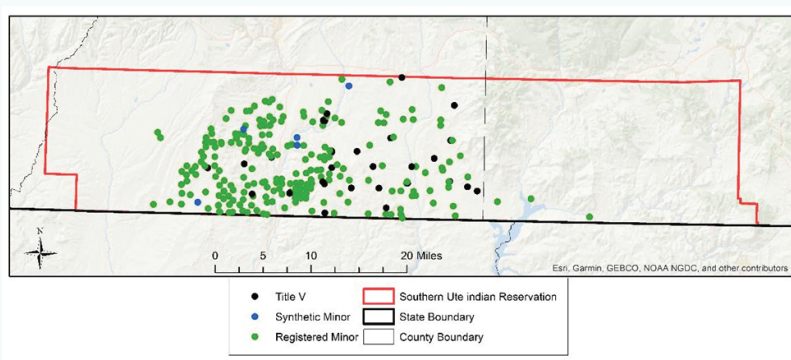 N
0 5 10 20 Miles
Esri, Garmin, GEBCO, NOAA NGDC, and other contributors
Title V
Southern Ute indian Reservation
Synthetic Minor
State Boundary
Registered Minor
County Boundary